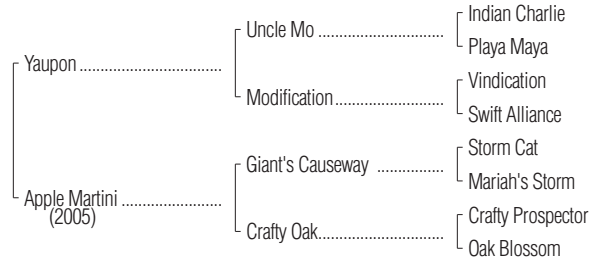 Indian Charlie
Uncle Mo ........................
Playa Maya
Yaupon ...........................
Vindication
Modification.....................
Swift Alliance
Storm Cat
Giant's Causeway .............
Mariah's Storm
Apple Martini ...................
(2005)
Crafty Prospector
Crafty Oak........................
Oak Blossom